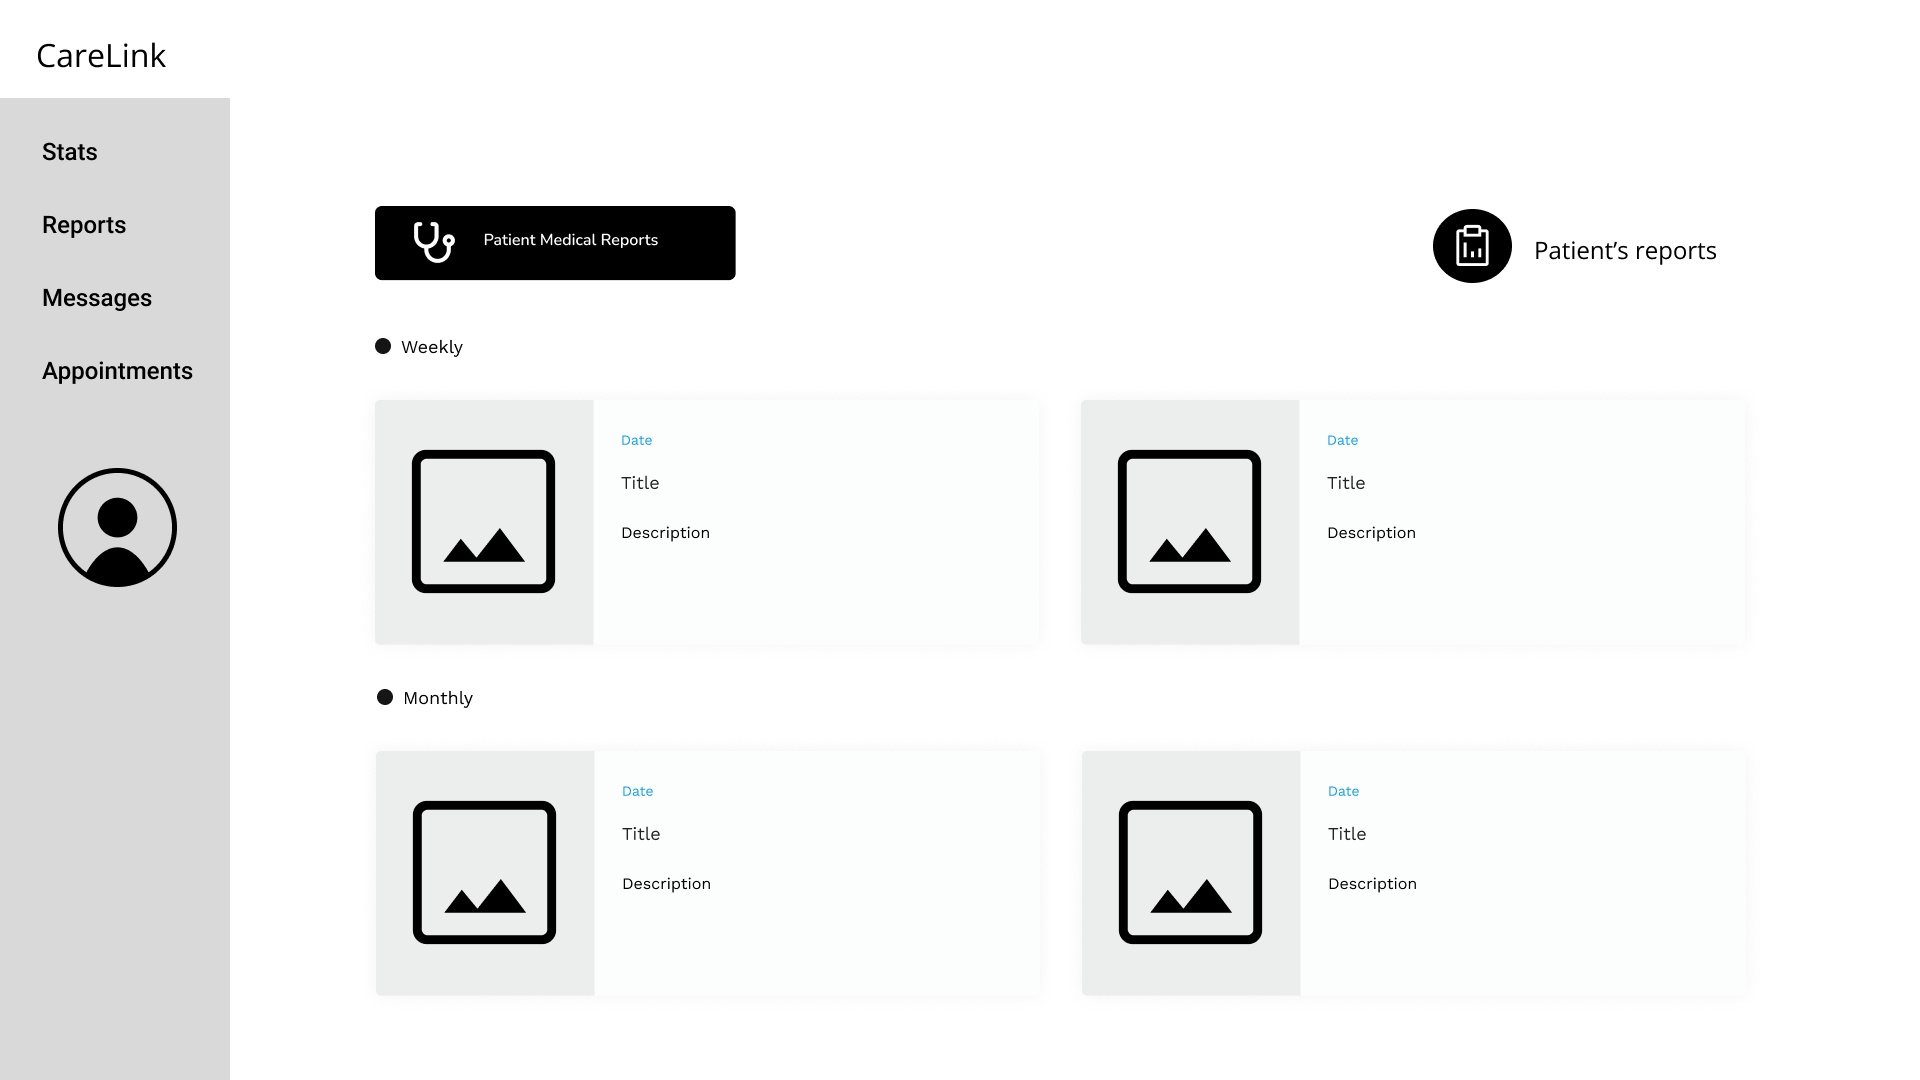 CareLink
Stats
Reports
Messages
Appointments
Patient Medical Reports
Patient’s reports
Weekly
Date
Title
Description
Date
Title
Description
Monthly
Date
Title
Description
Date
Title
Description